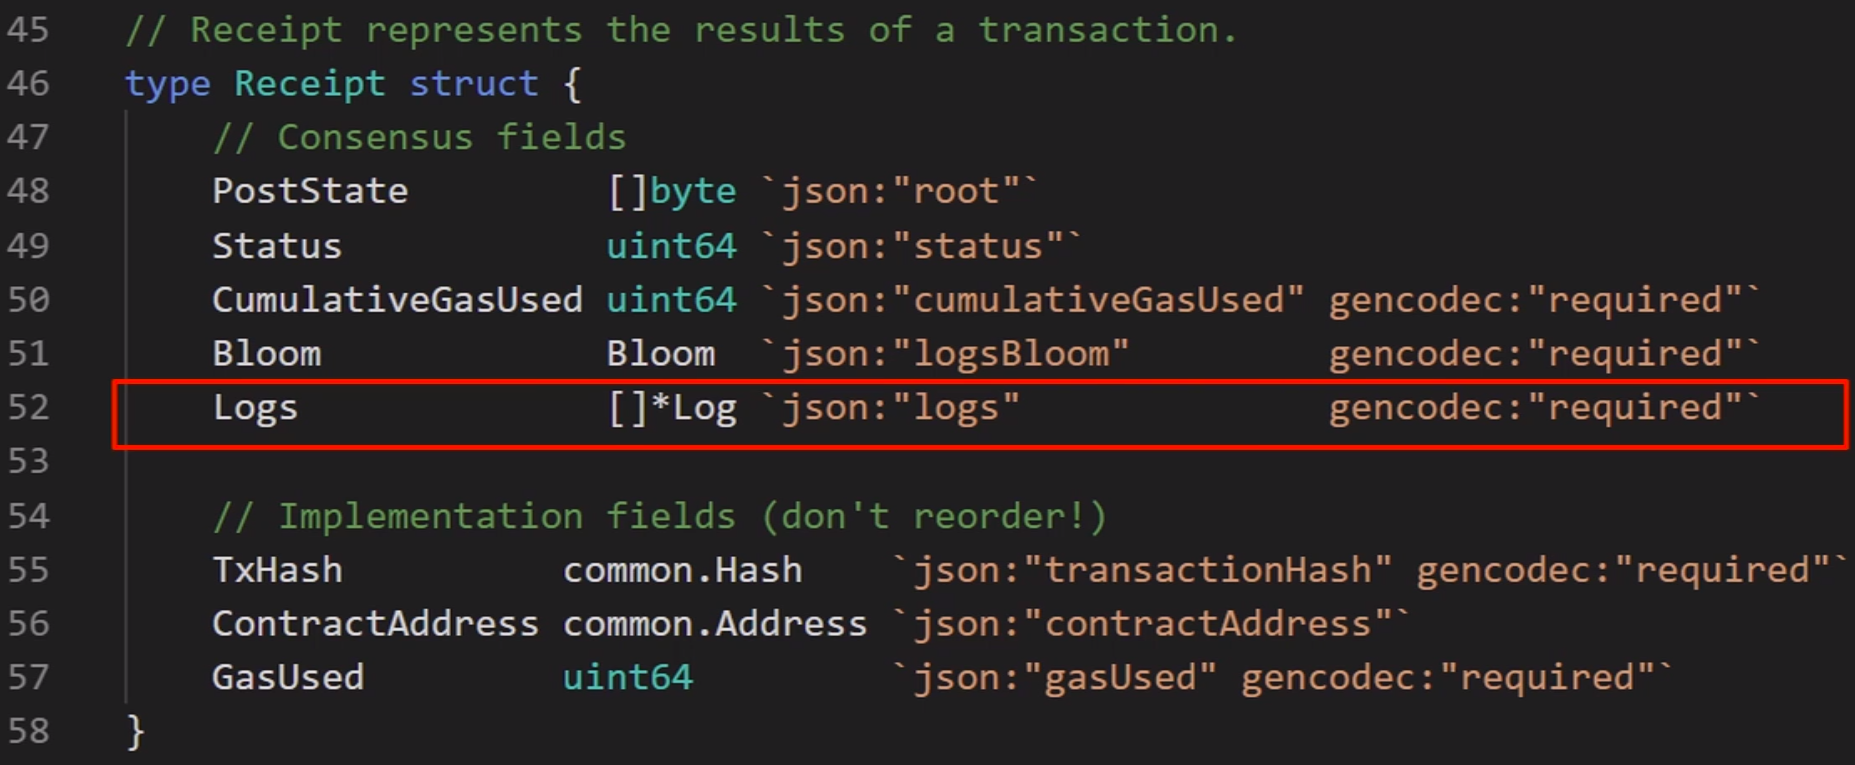 45 // Receipt represents the results of a transaction.
46 type Receipt struct {
47 // Consensus fields
48 PostState []byte `json:"root"`
49 Status uint64 `json:"status"`
50 CumulativeGasUsed uint64 `json:"cumulativeGasUsed" gencodec:"required"`
51 Bloom Bloom `json:"logsBloom" gencodec:"required"`
52 Logs []*Log `json:"logs" gencodec:"required"`
53
54 // Implementation fields (don't reorder!)
55 TxHash common.Hash `json:"transactionHash" gencodec:"required"`
56 ContractAddress common.Address `json:"contractAddress"`
57 GasUsed uint64 `json:"gasUsed" gencodec:"required"`
58 }